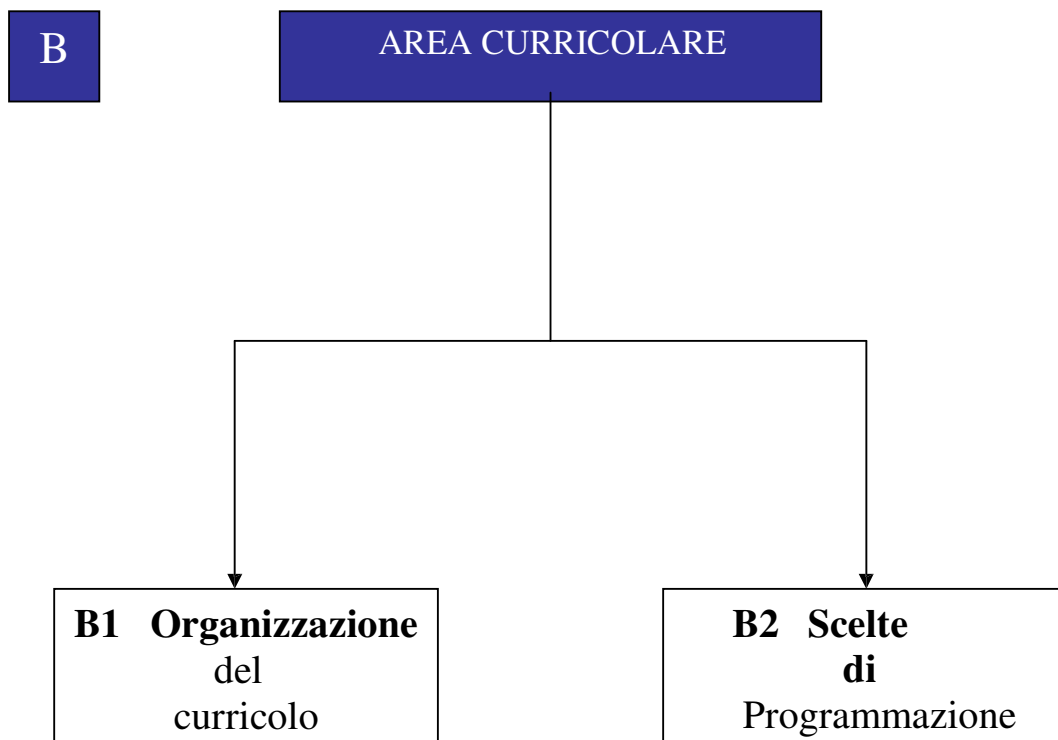 B
AREA CURRICOLARE
B1 Organizzazione
del
curricolo
B2 Scelte
di
Programmazione